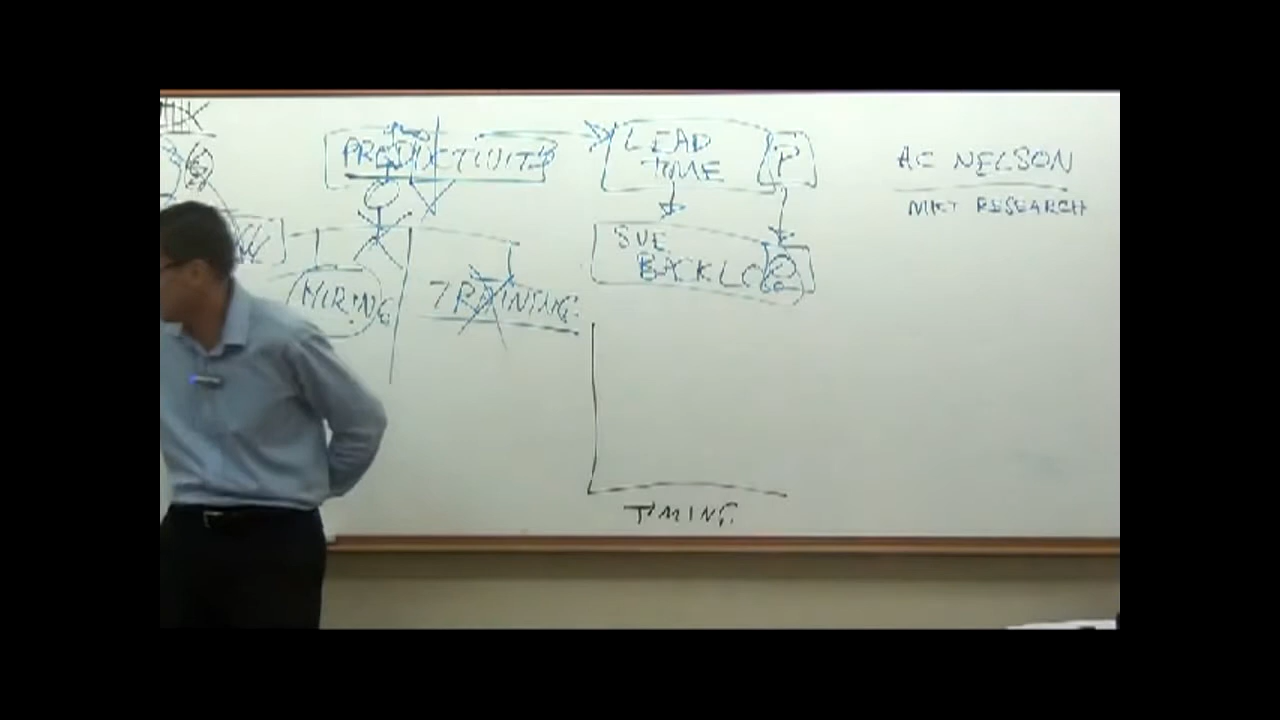 PRODUCTIVITY
LEAD
TIME
P
SVC
BACKLOG
HIRING
TRAINING
TIMING
AC NELSON
MKT RESEARCH